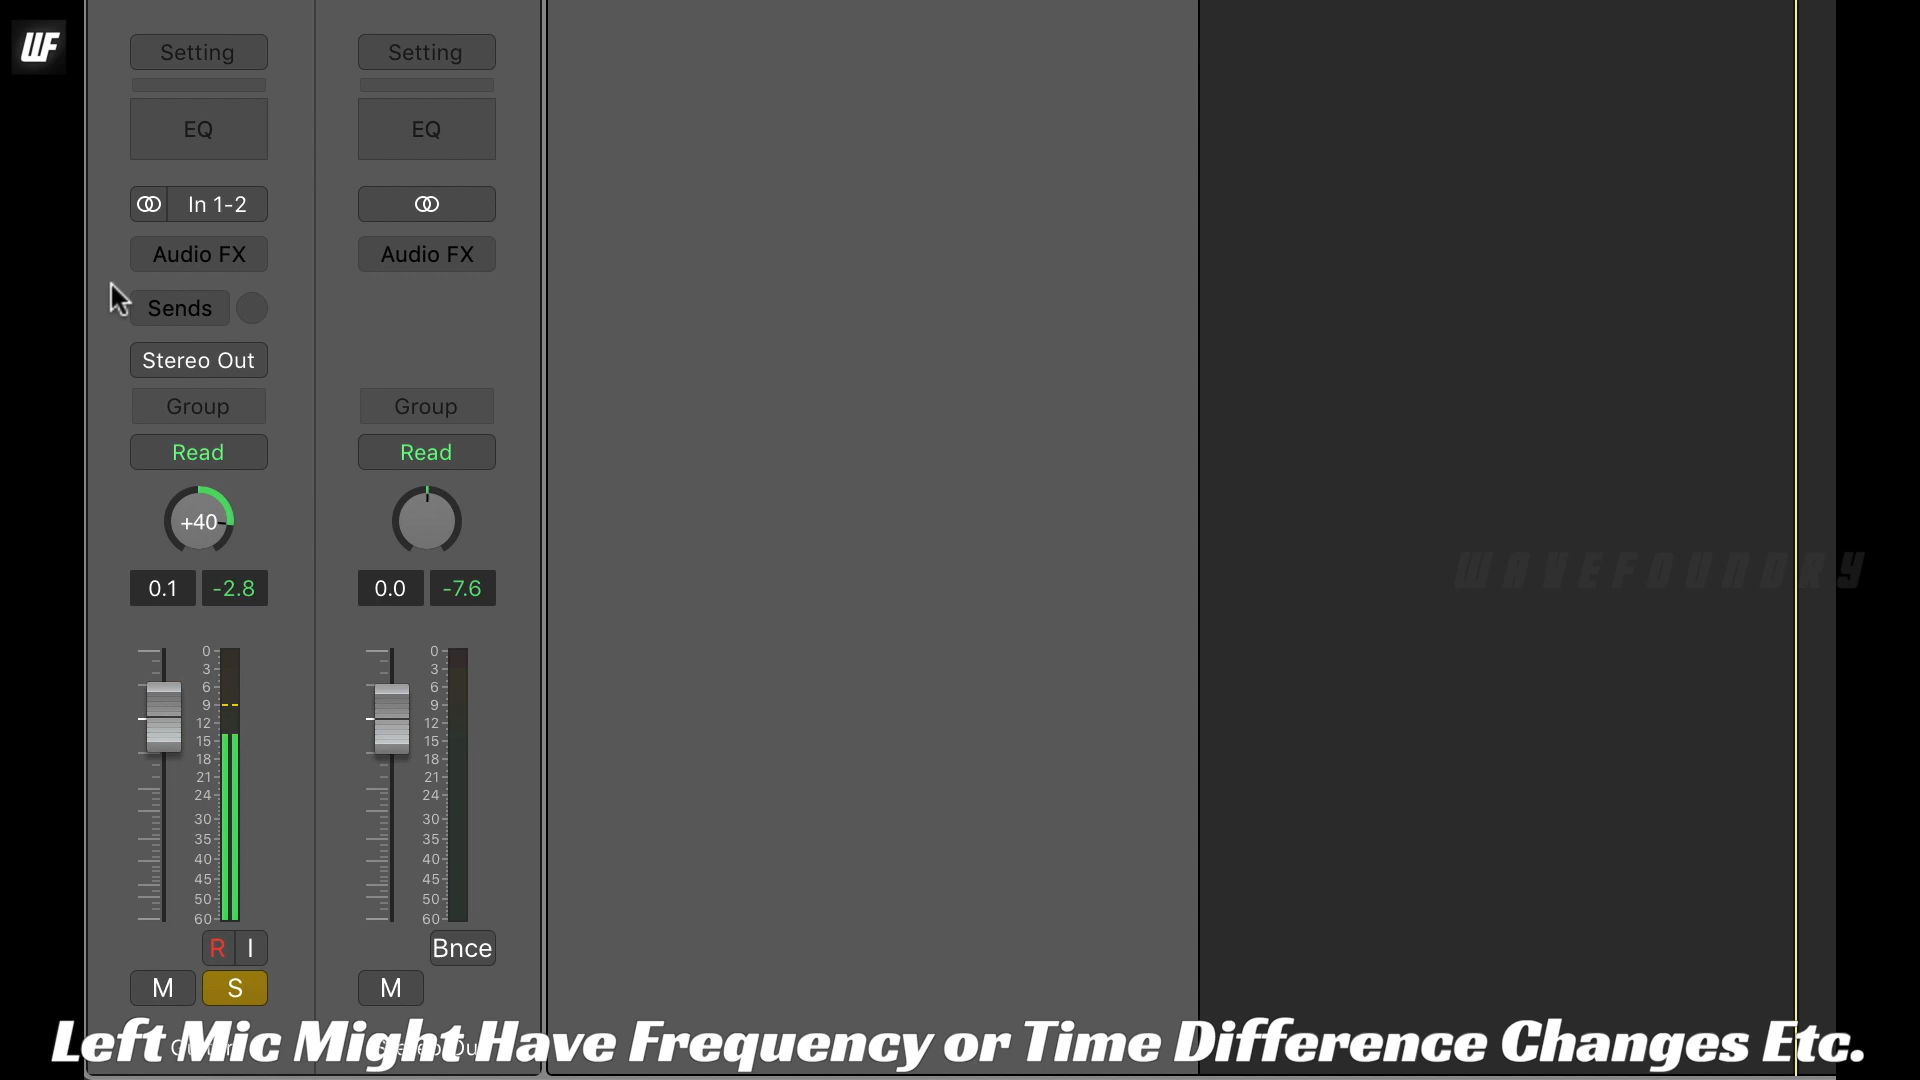 WF
Setting
Setting
EQ
EQ
In 1-2
Audio FX
Audio FX
Sends
Stereo Out
Group
Group
Read
Read
+40
0.1
-2.8
0.0
-7.6
WAVEFOUNDRY
0
3
6
9
12
15
18
21
24
30
35
40
45
50
60
0
3
6
9
12
15
18
21
24
30
35
40
45
50
60
R
I
Bnce
M
S
M
Left Mic Might Have Frequency or Time Difference Changes Etc.